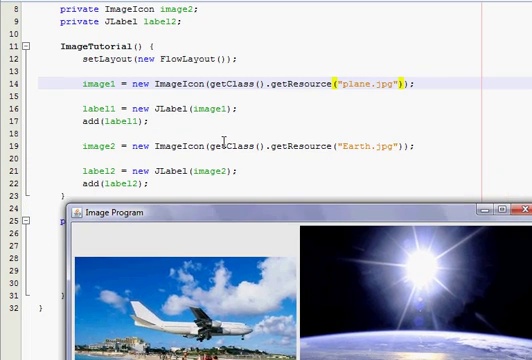 8 private ImageIcon image2;
9 private JLabel label2;
10
11 ImageTutorial() {
12 setLayout(new FlowLayout());
13
14 image1 = new ImageIcon(getClass().getResource("plane.jpg"));
15
16 label1 = new JLabel(image1);
17 add(label1);
18
19 image2 = new ImageIcon(getClass().getResource("Earth.jpg"));
20
21 label2 = new JLabel(image2);
22 add(label2);
23 }
24
Image Program
25
26
27
28
29
30
31
32 }